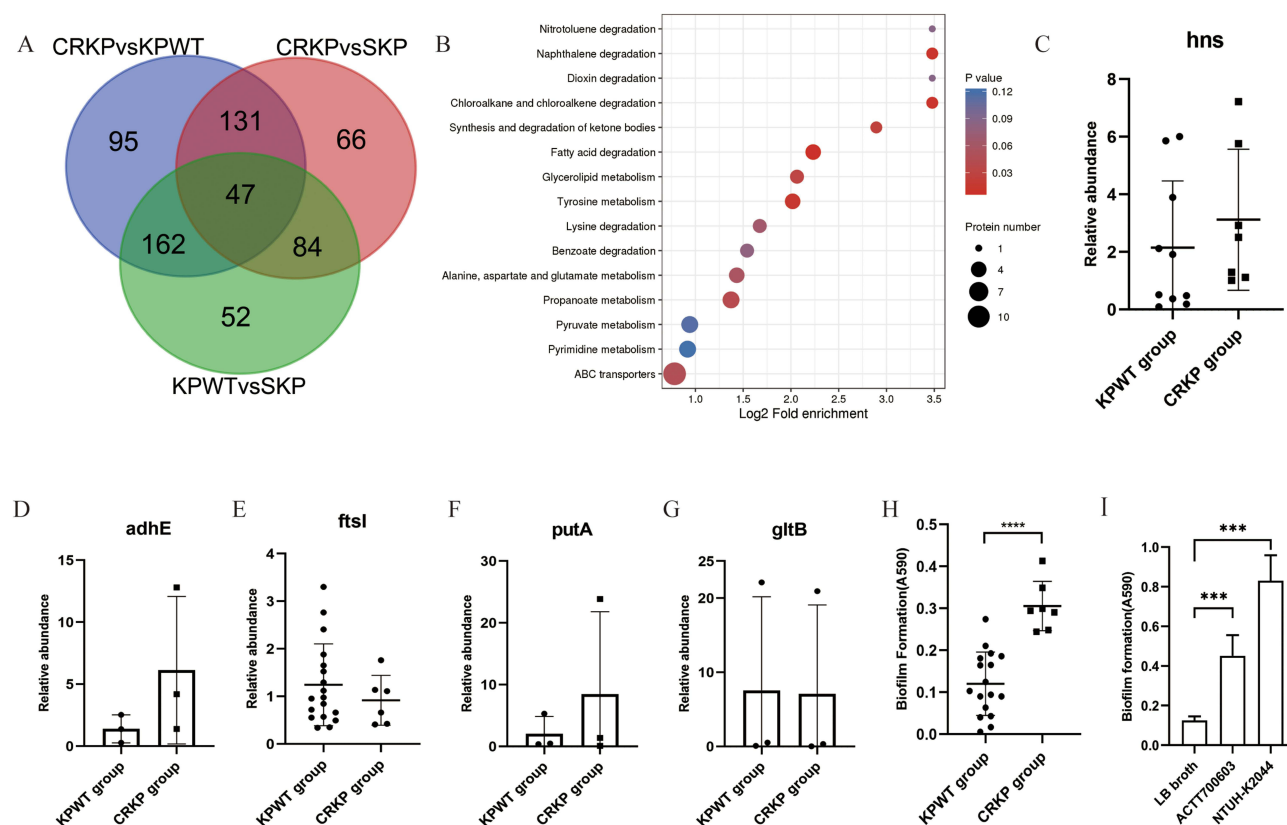 A
CRKPvsKPWT
CRKPvsSKP
95
131
66
47
162
84
52
KPWTvsSKP
B
Nitrotoluene degradation
Naphthalene degradation
Dioxin degradation
Chloroalkane and chloroalkene degradation
Synthesis and degradation of ketone bodies
Fatty acid degradation
Glycerolipid metabolism
Tyrosine metabolism
Lysine degradation
Benzoate degradation
Alanine, aspartate and glutamate metabolism
Propanoate metabolism
Pyruvate metabolism
Pyrimidine metabolism
ABC transporters
1.0 1.5 2.0 2.5 3.0 3.5
Log2 Fold enrichment
P value
0.12
0.09
0.06
0.03
Protein number
1
4
7
10
C
hns
Relative abundance
8
6
4
2
0
KPWT group
CRKP group
D
adhE
Relative abundance
15
10
5
0
KPWT group
CRKP group
E
ftsI
Relative abundance
4
3
2
1
0
KPWT group
CRKP group
F
putA
Relative abundance
30
20
10
0
KPWT group
CRKP group
G
gltB
Relative abundance
25
20
15
10
5
0
KPWT group
CRKP group
H
Biofilm Formation(A590)
0.5
0.4
0.3
0.2
0.1
0.0
****
KPWT group
CRKP group
I
Biofilm formation(A590)
1.0
0.8
0.6
0.4
0.2
0.0
***
***
LB broth
ACTT700603
NTUH-K2044